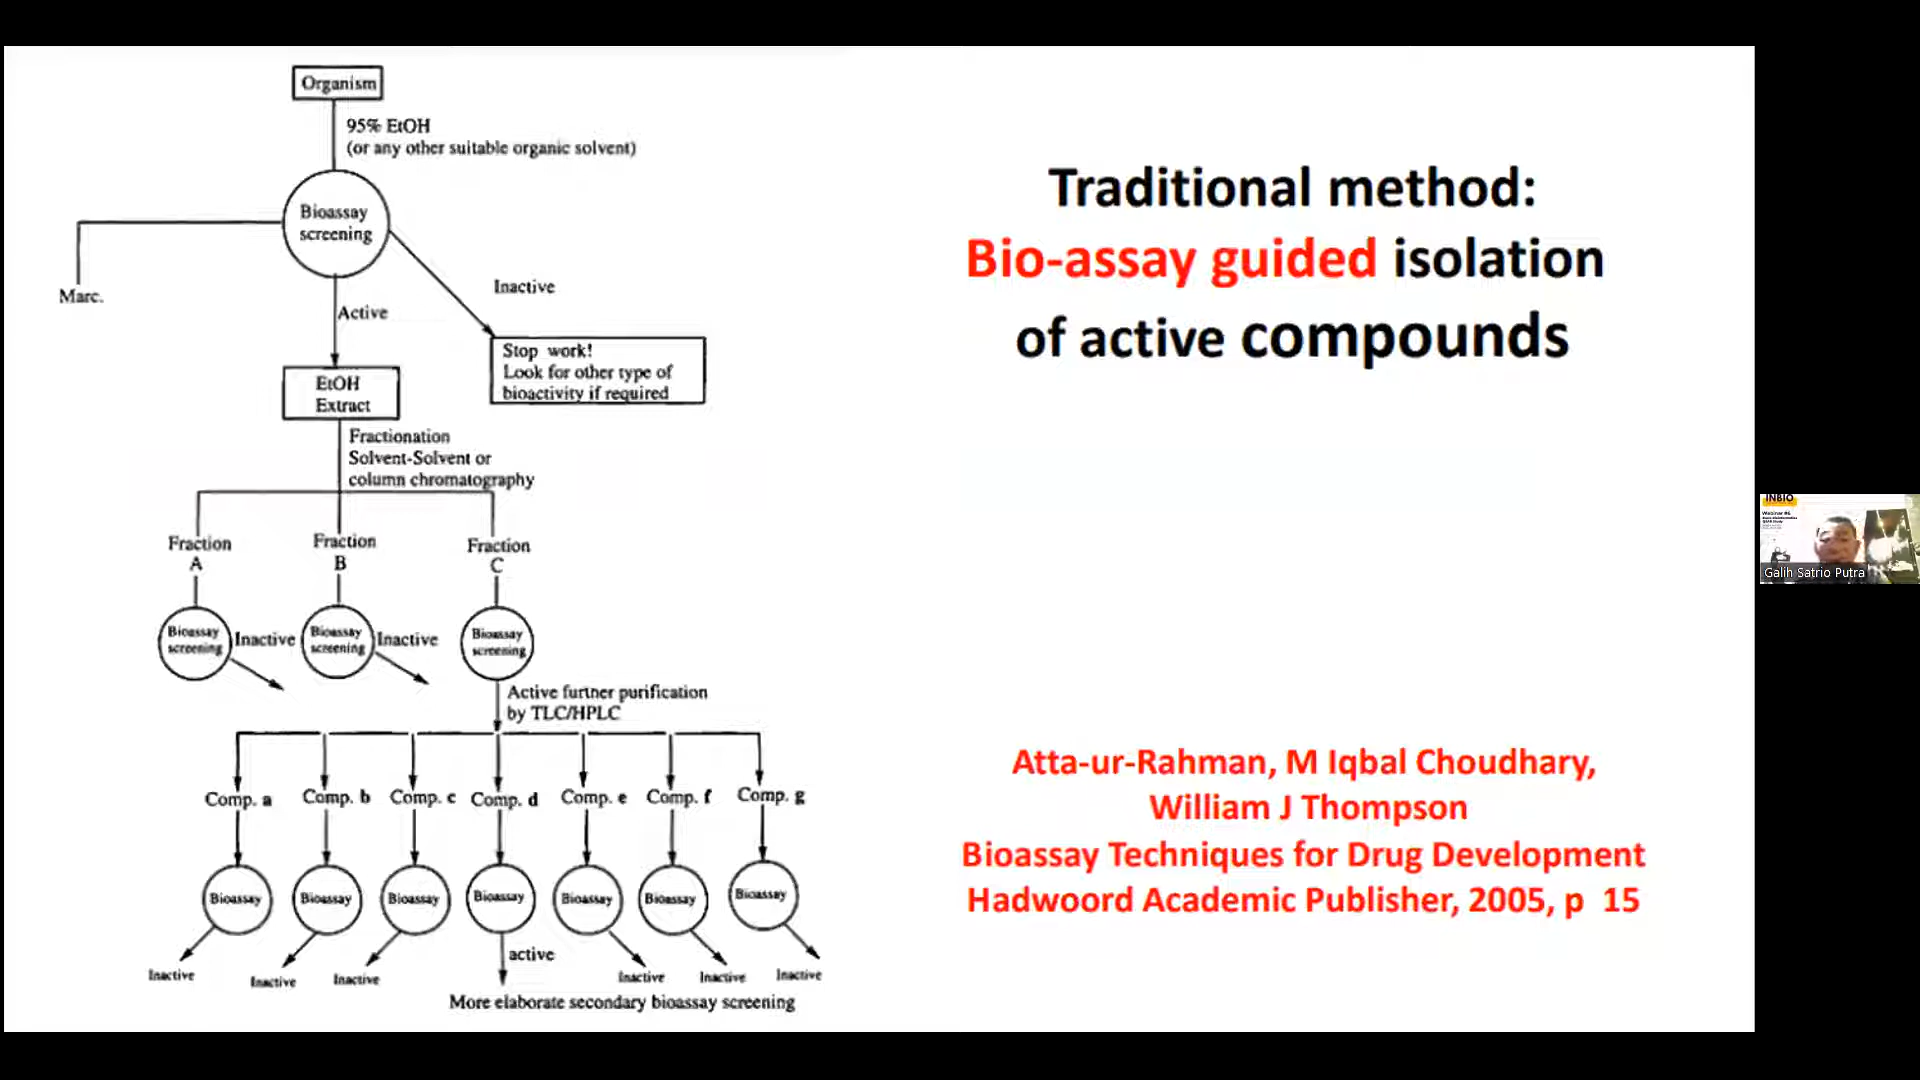 Organism
95% EtOH
(or any other suitable organic solvent)
Bioassay
screening
Marc.
Inactive
Active
Stop work!
Look for other type of
bioactivity if required
EtOH
Extract
Fractionation
Solvent-Solvent or
column chromatography
Fraction
A
Fraction
B
Fraction
C
Bioassay
screening
Inactive
Bioassay
screening
Inactive
Bioassay
screening
Active further purification
by TLC/HPLC
Comp. a
Comp. b
Comp. c
Comp. d
Comp. e
Comp. f
Comp. g
Bioassay
Bioassay
Bioassay
Bioassay
Bioassay
Bioassay
Bioassay
Inactive
Inactive
Inactive
active
Inactive
Inactive
Inactive
More elaborate secondary bioassay screening
Traditional method:
Bio-assay guided isolation
of active compounds
Atta-ur-Rahman, M Iqbal Choudhary,
William J Thompson
Bioassay Techniques for Drug Development
Hadwoord Academic Publisher, 2005, p 15
INBIO
Webinar #6
Galih Satrio Putra